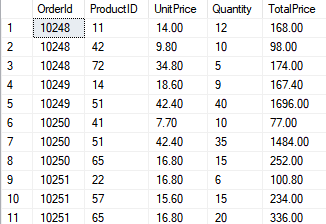 OrderId ProductID UnitPrice Quantity TotalPrice
1 10248 11 14.00 12 168.00
2 10248 42 9.80 10 98.00
3 10248 72 34.80 5 174.00
4 10249 14 18.60 9 167.40
5 10249 51 42.40 40 1696.00
6 10250 41 7.70 10 77.00
7 10250 51 42.40 35 1484.00
8 10250 65 16.80 15 252.00
9 10251 22 16.80 6 100.80
10 10251 57 15.60 15 234.00
11 10251 65 16.80 20 336.00